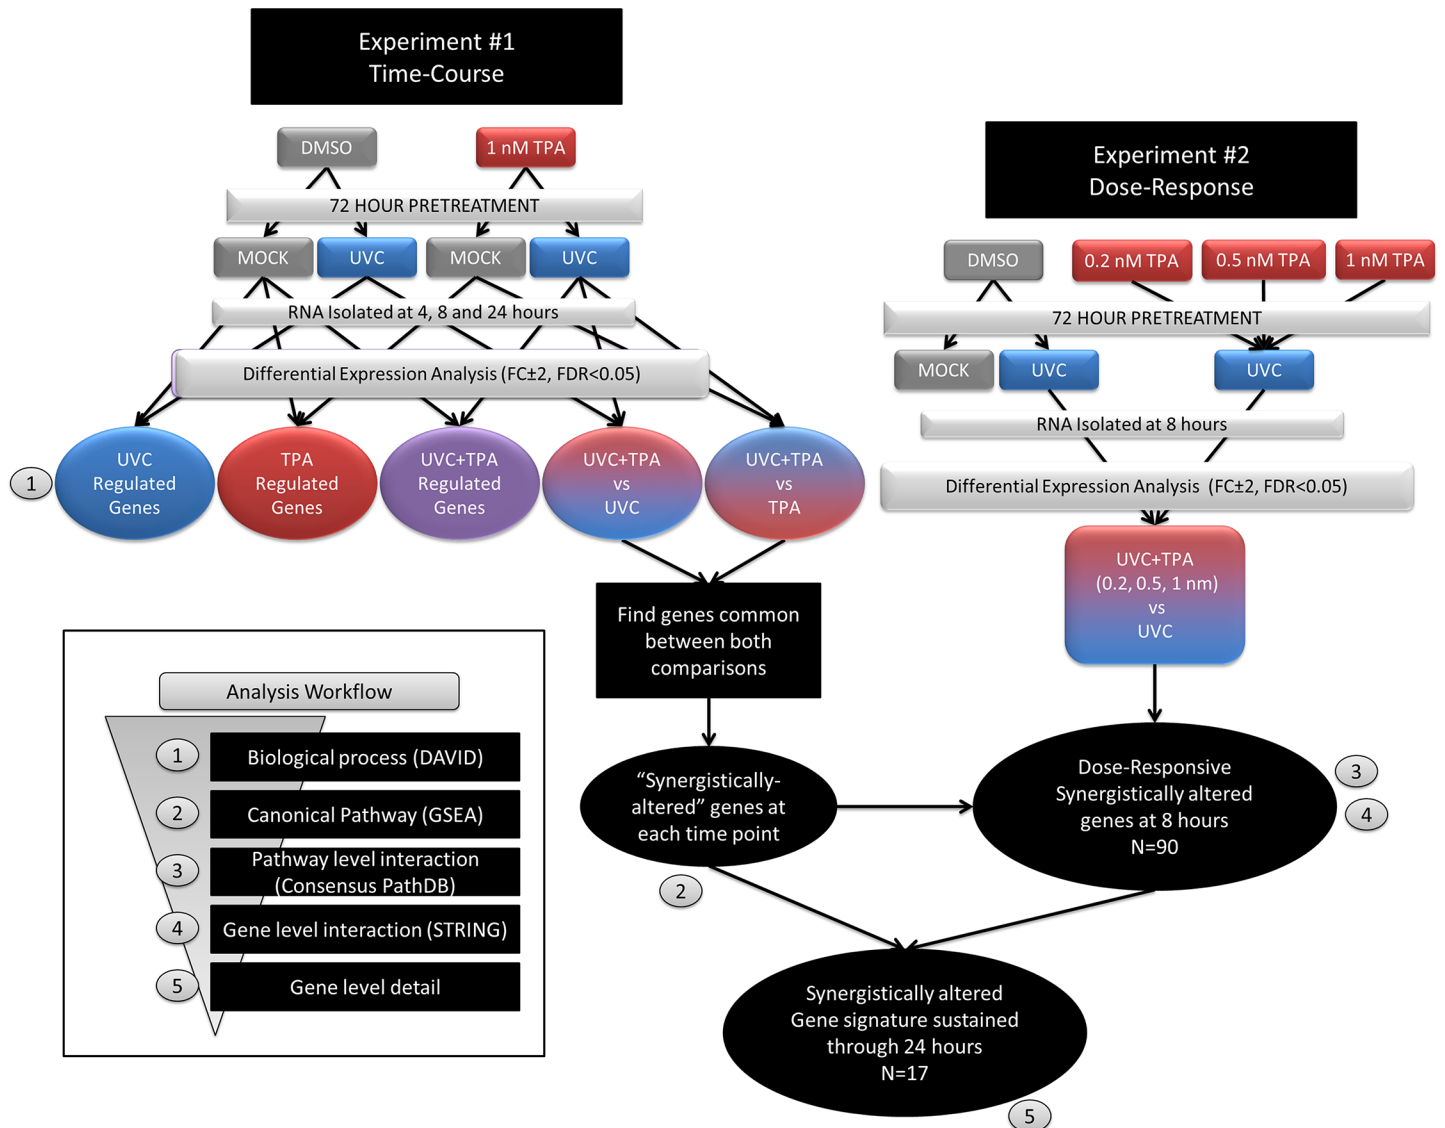 Experiment #1
Time-Course
DMSO
1 nM TPA
72 HOUR PRETREATMENT
MOCK
UVC
MOCK
UVC
RNA Isolated at 4, 8 and 24 hours
Differential Expression Analysis (FC±2, FDR<0.05)
1
UVC
Regulated
Genes
TPA
Regulated
Genes
UVC+TPA
Regulated
Genes
UVC+TPA
vs
UVC
UVC+TPA
vs
TPA
Find genes common
between both
comparisons
“Synergistically-
altered” genes at
each time point
2
Experiment #2
Dose-Response
DMSO
0.2 nM TPA
0.5 nM TPA
1 nM TPA
72 HOUR PRETREATMENT
MOCK
UVC
UVC
RNA Isolated at 8 hours
Differential Expression Analysis (FC±2, FDR<0.05)
UVC+TPA
(0.2, 0.5, 1 nm)
vs
UVC
Dose-Responsive
Synergistically altered
genes at 8 hours
N=90
3
4
Synergistically altered
Gene signature sustained
through 24 hours
N=17
5
Analysis Workflow
1
Biological process (DAVID)
2
Canonical Pathway (GSEA)
3
Pathway level interaction
(Consensus PathDB)
4
Gene level interaction (STRING)
5
Gene level detail